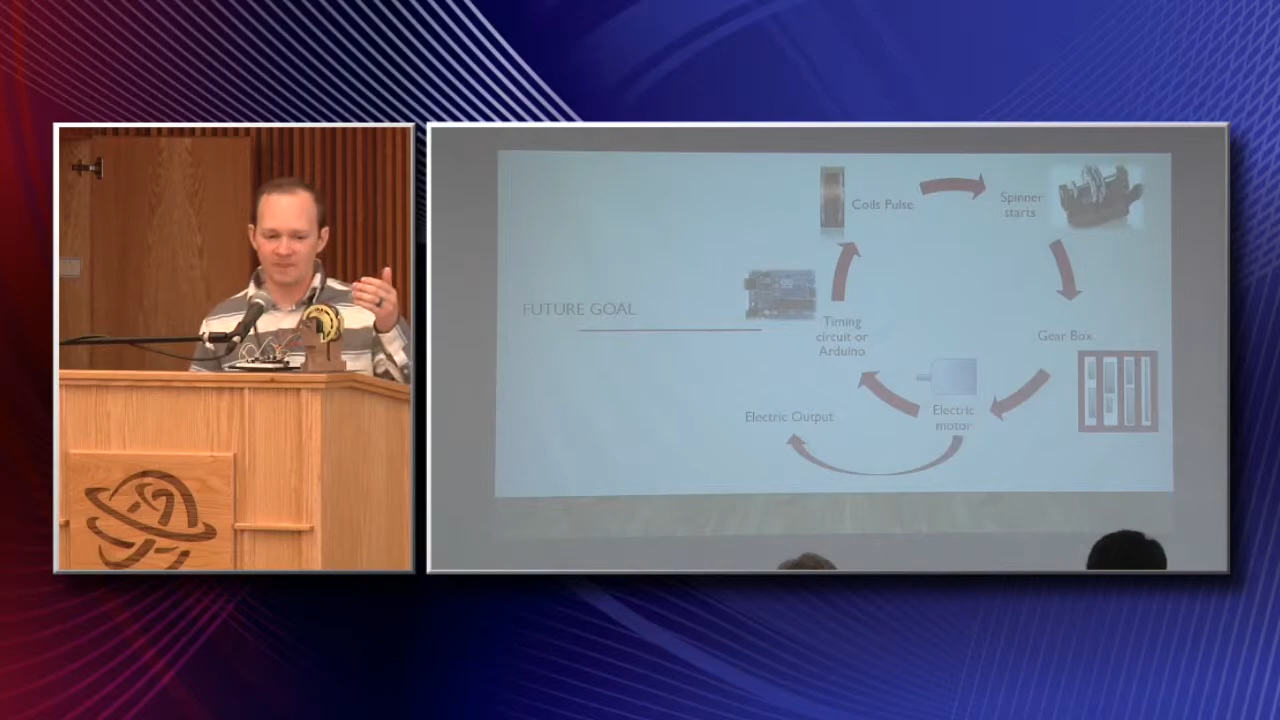 FUTURE GOAL
Coils Pulse
Spinner
starts
Gear Box
Electric
motor
Electric Output
Timing
circuit or
Arduino